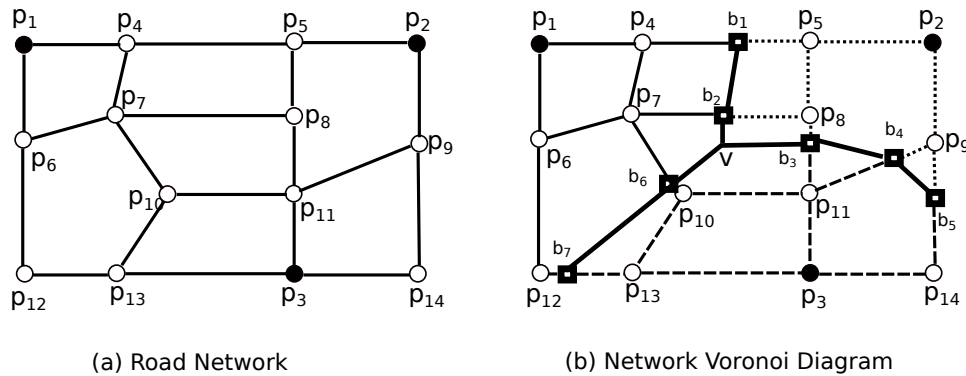 p1 p4 p5 p2
p7 p8
p6 p9
p10 p11
p12 p13 p3 p14
(a) Road Network
p1 p4 b1 p5 p2
p7 b2 p8
p6 v b3 b4 p9
b6 p10 p11 b5
b7
p12 p13 p3 p14
(b) Network Voronoi Diagram